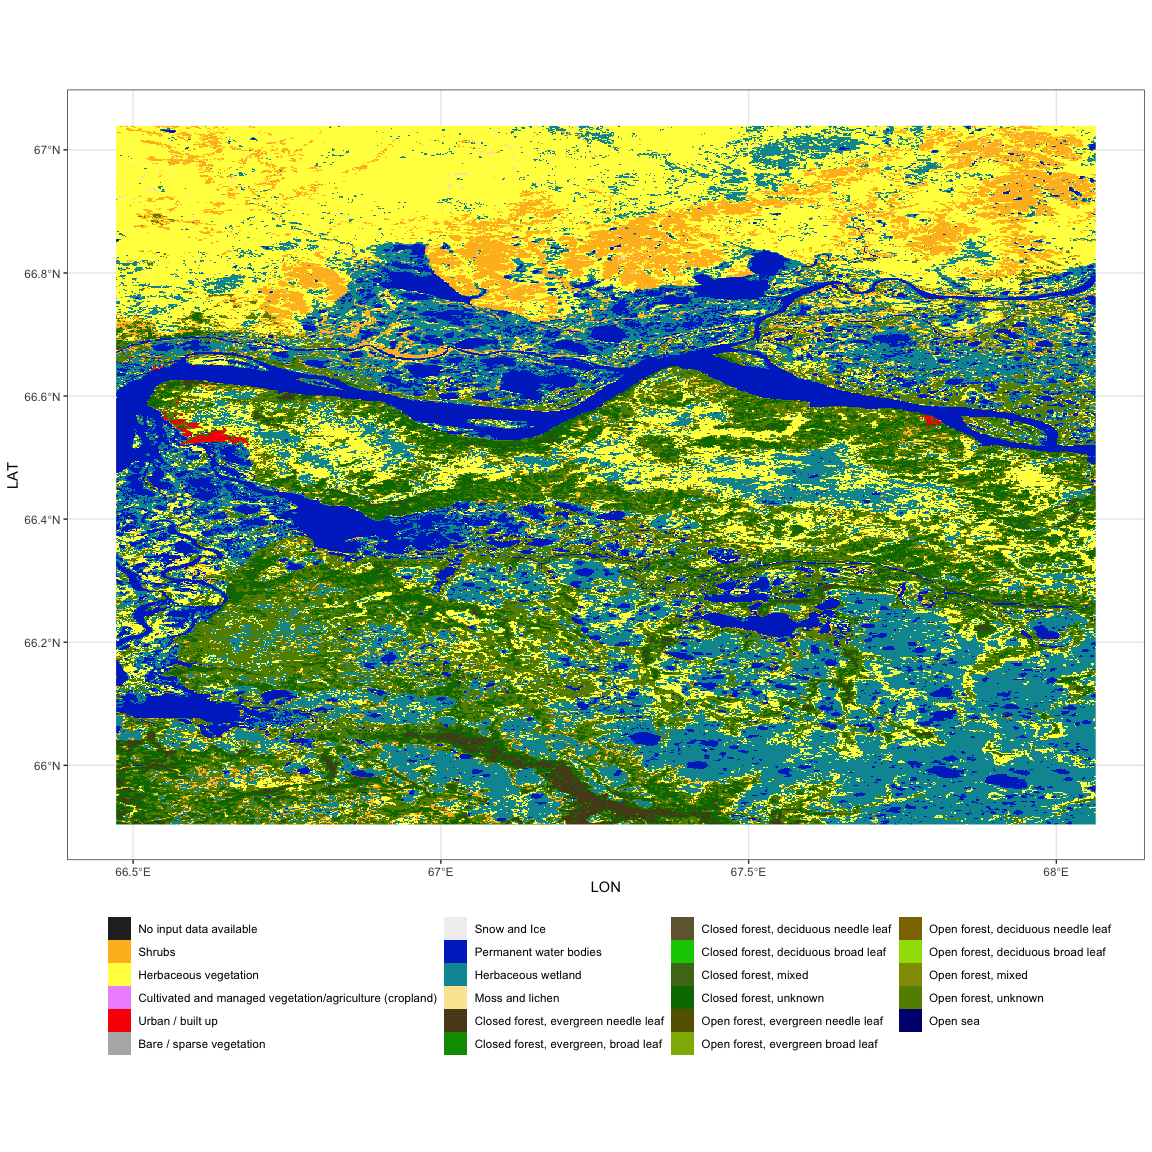 67°N
66.8°N
66.6°N
66.4°N
66.2°N
66°N
LAT
66.5°E
67°E
67.5°E
68°E
LON
No input data available
Shrubs
Herbaceous vegetation
Cultivated and managed vegetation/agriculture (cropland)
Urban / built up
Bare / sparse vegetation
Snow and Ice
Permanent water bodies
Herbaceous wetland
Moss and lichen
Closed forest, evergreen needle leaf
Closed forest, evergreen, broad leaf
Closed forest, deciduous needle leaf
Closed forest, deciduous broad leaf
Closed forest, mixed
Closed forest, unknown
Open forest, evergreen needle leaf
Open forest, evergreen broad leaf
Open forest, deciduous needle leaf
Open forest, deciduous broad leaf
Open forest, mixed
Open forest, unknown
Open sea